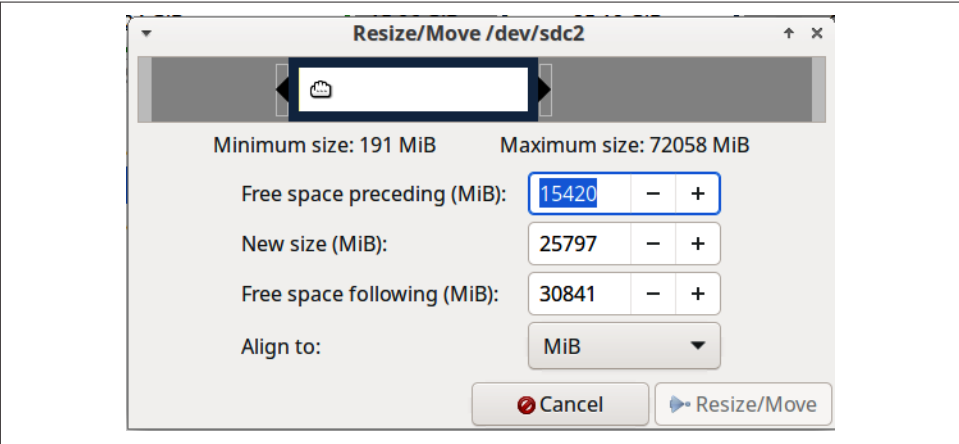 Resize/Move /dev/sdc2
Minimum size: 191 MiB Maximum size: 72058 MiB
Free space preceding (MiB): 15420 − +
New size (MiB): 25797 − +
Free space following (MiB): 30841 − +
Align to: MiB
Cancel Resize/Move